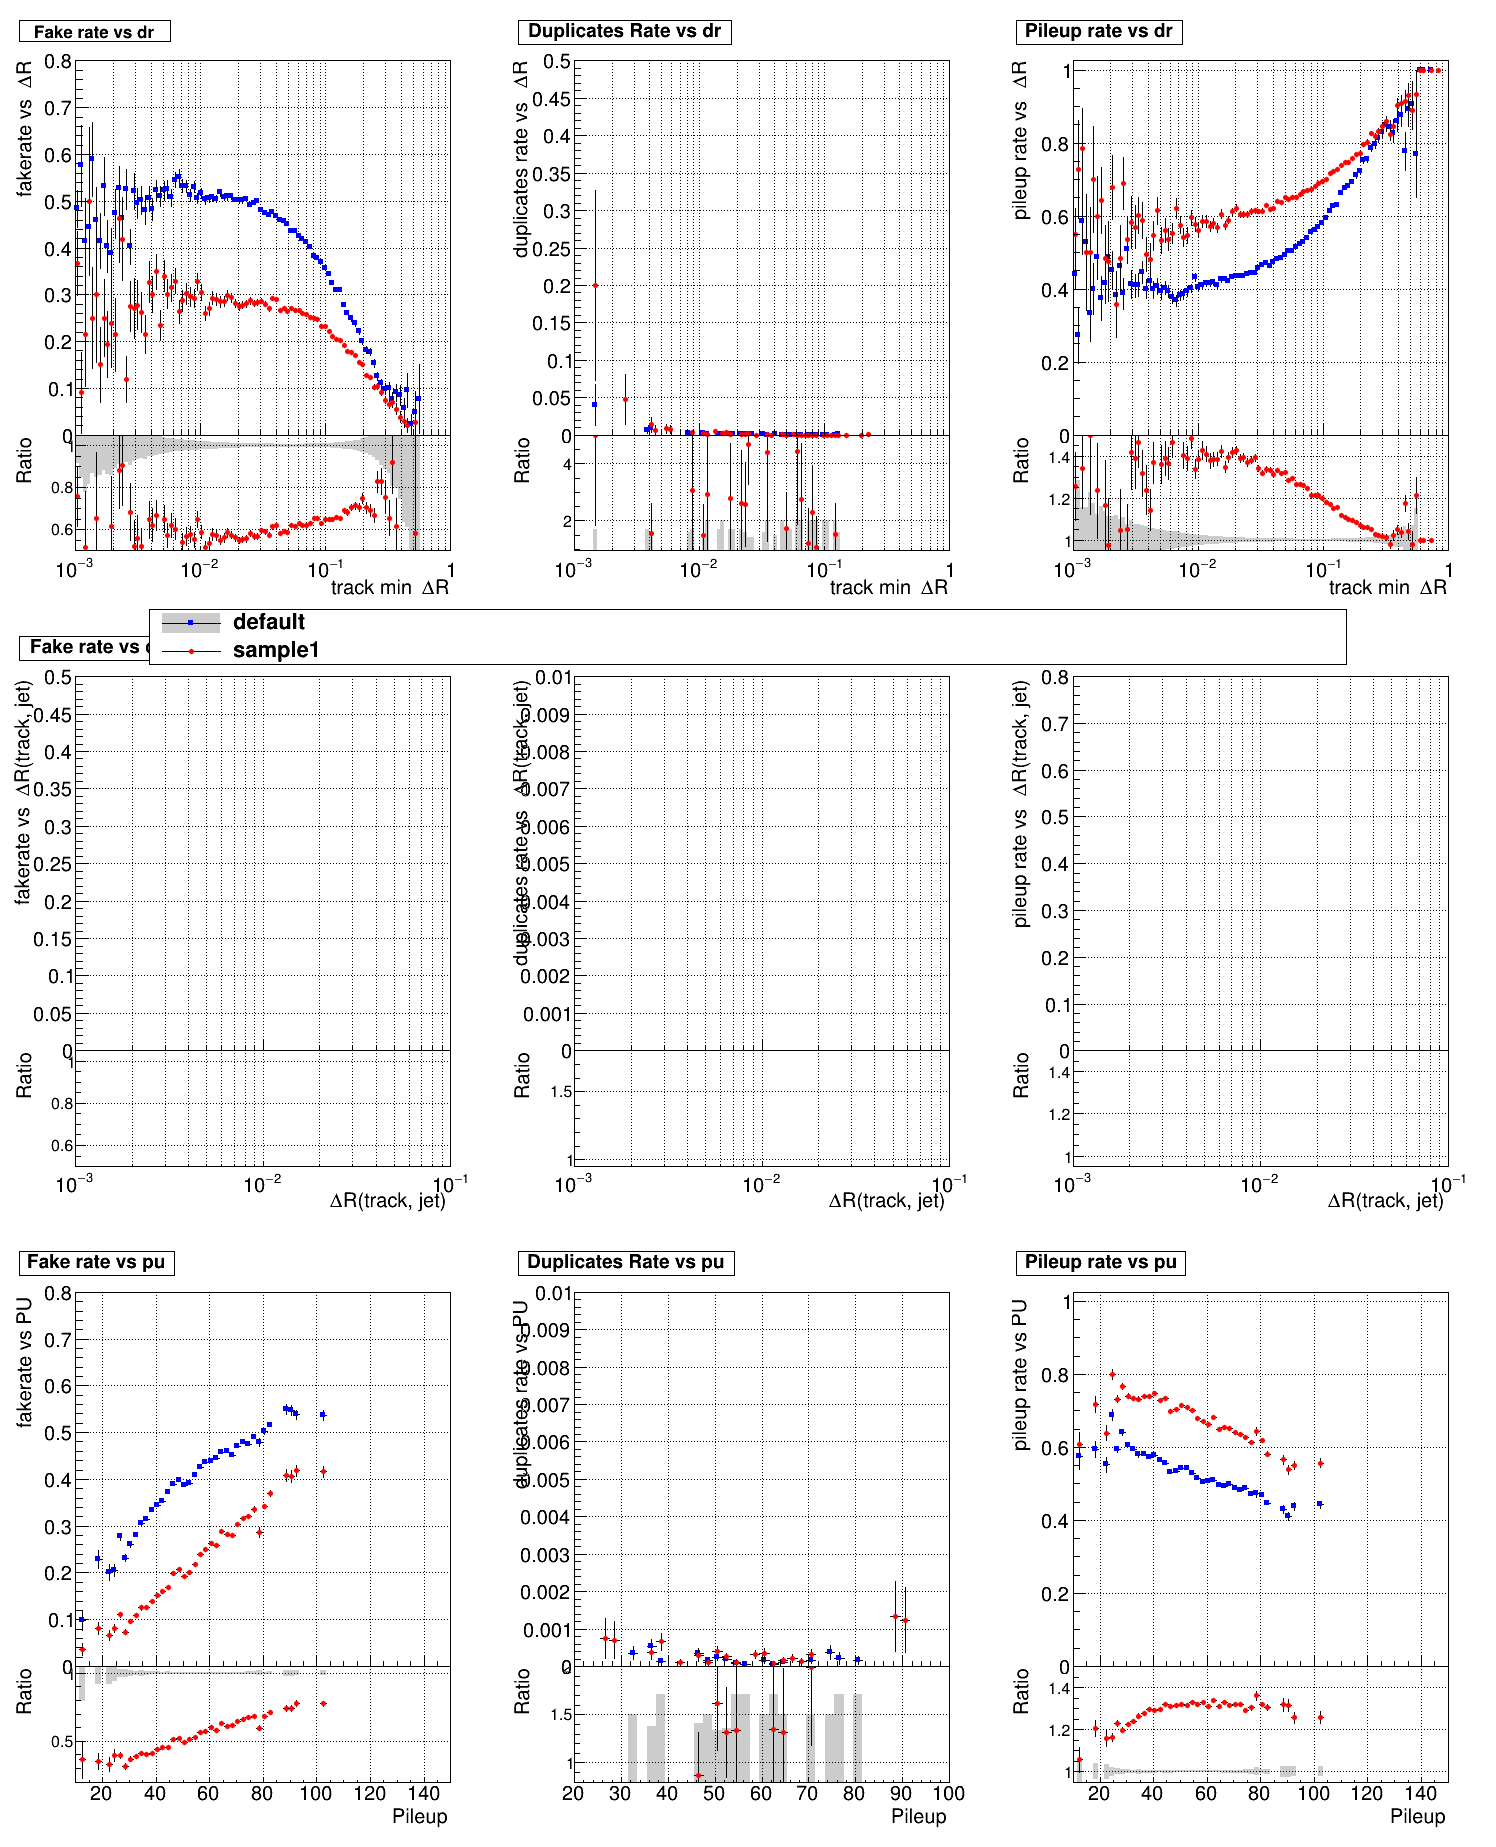 Fake rate vs dr
Duplicates Rate vs dr
Pileup rate vs dr
fakerate vs ΔR
0.8
0.7
0.6
0.5
0.4
0.3
0.2
0.1
0
Ratio
0.8
0.6
10⁻³ 10⁻² 10⁻¹ 1
track min ΔR
duplicates rate vs ΔR
0.5
0.45
0.4
0.35
0.3
0.25
0.2
0.15
0.1
0.05
0
Ratio
4
2
10⁻³ 10⁻² 10⁻¹ 1
track min ΔR
pileup rate vs ΔR
1
0.8
0.6
0.4
0.2
0
Ratio
1.4
1.2
1
10⁻³ 10⁻² 10⁻¹ 1
track min ΔR
default
sample1
Fake rate vs
fakerate vs ΔR(track, jet)
0.5
0.45
0.4
0.35
0.3
0.25
0.2
0.15
0.1
0.05
0
Ratio
1
0.8
0.6
10⁻³ 10⁻² 10⁻¹
ΔR(track, jet)
duplicates rate vs ΔR(track, jet)
0.01
0.009
0.008
0.007
0.006
0.005
0.004
0.003
0.002
0.001
0
Ratio
1.5
1
10⁻³ 10⁻² 10⁻¹
ΔR(track, jet)
pileup rate vs ΔR(track, jet)
0.8
0.7
0.6
0.5
0.4
0.3
0.2
0.1
0
Ratio
1.4
1.2
1
10⁻³ 10⁻² 10⁻¹
ΔR(track, jet)
Fake rate vs pu
Duplicates Rate vs pu
Pileup rate vs pu
fakerate vs PU
0.8
0.7
0.6
0.5
0.4
0.3
0.2
0.1
0
Ratio
0.5
20 40 60 80 100 120 140
Pileup
duplicates rate vs PU
0.01
0.009
0.008
0.007
0.006
0.005
0.004
0.003
0.002
0.001
0
Ratio
1.5
1
20 30 40 50 60 70 80 90 100
Pileup
pileup rate vs PU
1
0.8
0.6
0.4
0.2
0
Ratio
1.4
1.2
1
20 40 60 80 100 120 140
Pileup